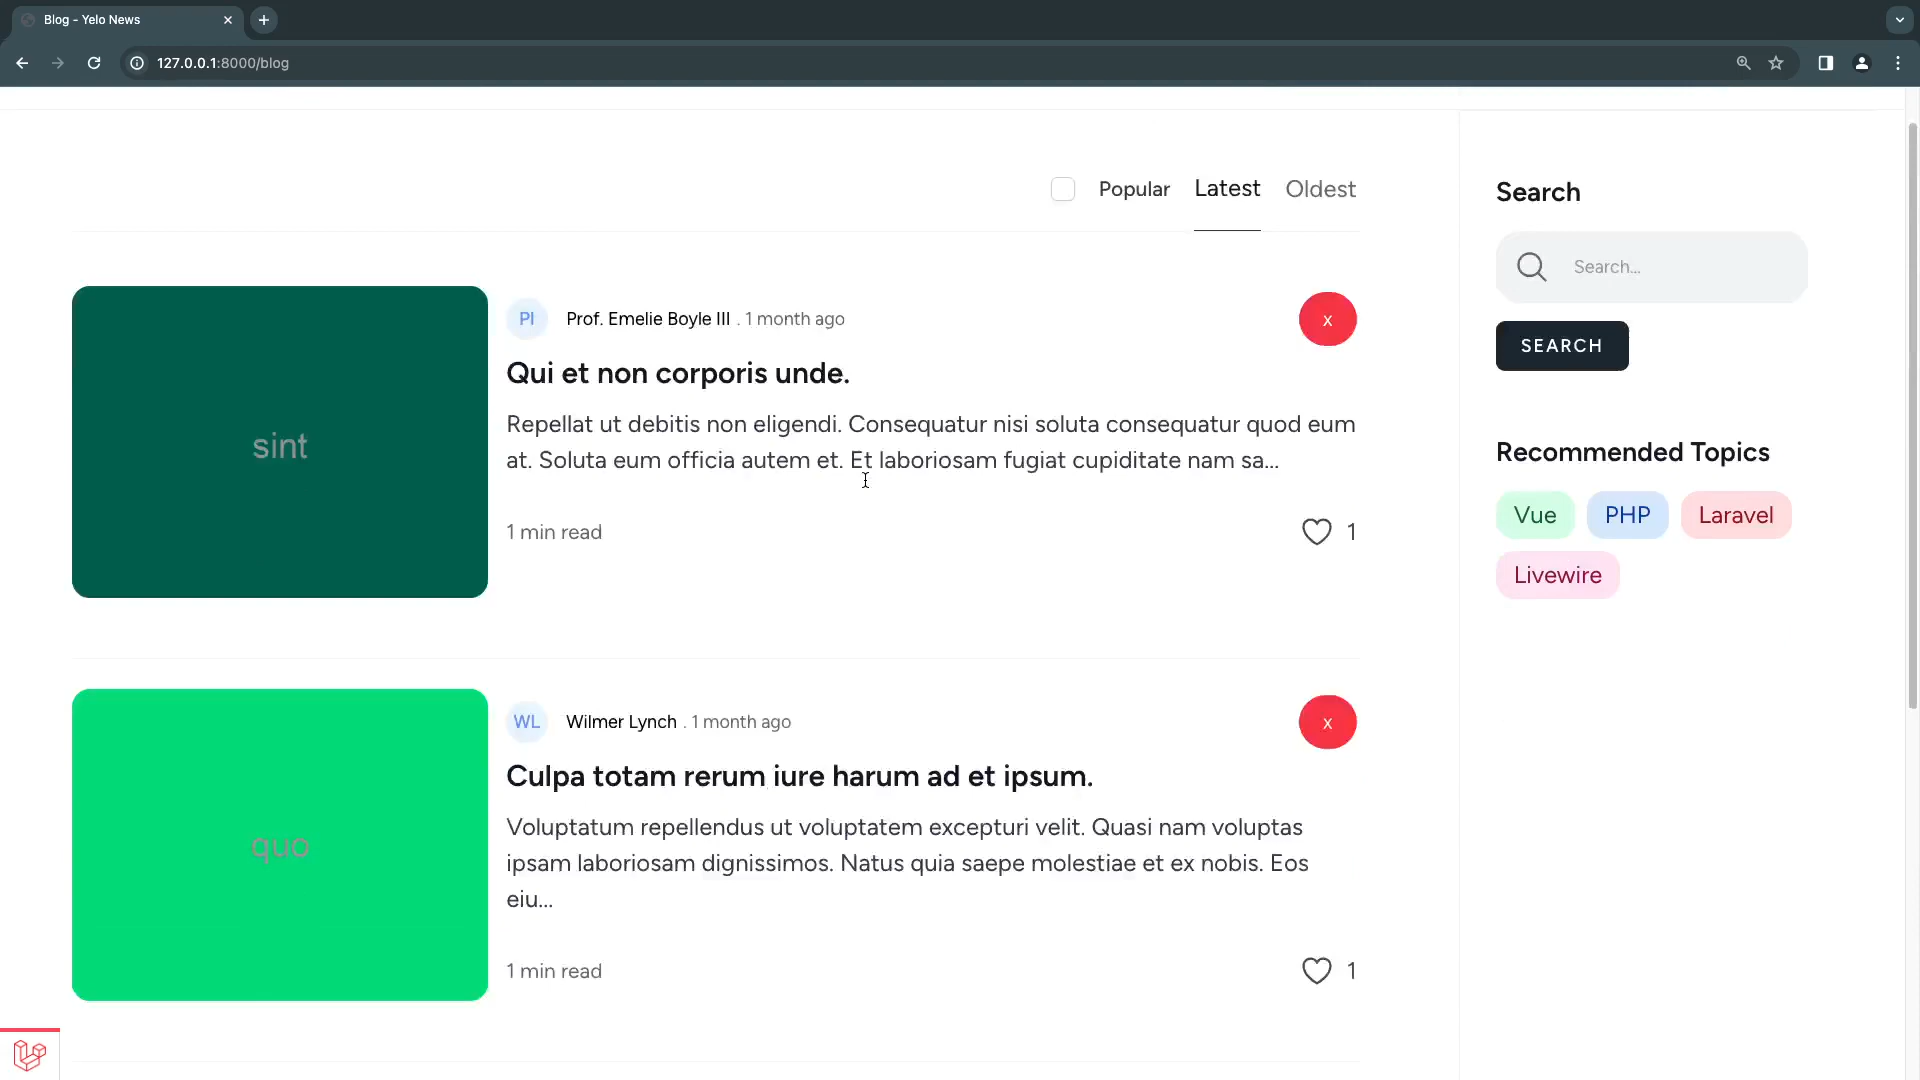 Blog - Yelo News
127.0.0.1:8000/blog
Popular Latest Oldest
sint
PI Prof. Emelie Boyle III . 1 month ago x
Qui et non corporis unde.
Repellat ut debitis non eligendi. Consequatur nisi soluta consequatur quod eum
at. Soluta eum officia autem et. Et laboriosam fugiat cupiditate nam sa...
1 min read 1
quo
WL Wilmer Lynch . 1 month ago x
Culpa totam rerum iure harum ad et ipsum.
Voluptatum repellendus ut voluptatem excepturi velit. Quasi nam voluptas
ipsam laboriosam dignissimos. Natus quia saepe molestiae et ex nobis. Eos
eiu...
1 min read 1
Search
Search...
SEARCH
Recommended Topics
Vue PHP Laravel
Livewire